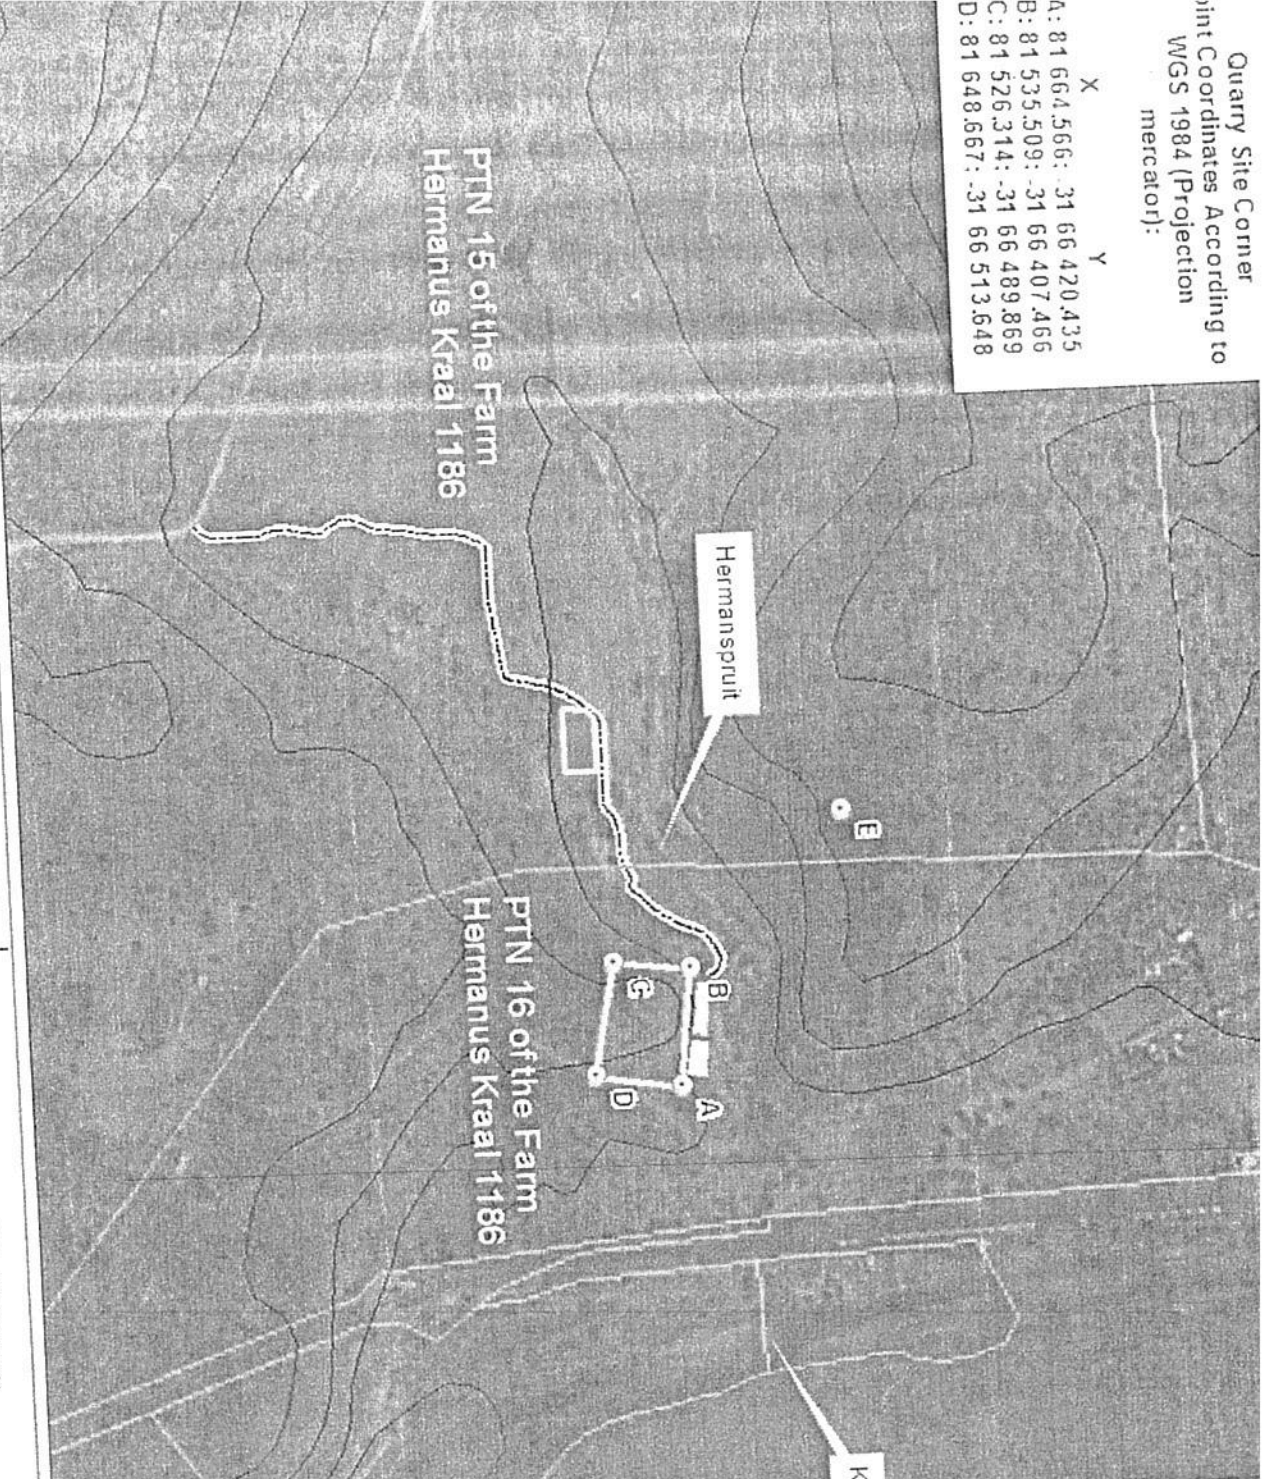 Quarry Site Corner
oint Coordinates According to
WGS 1984 (Projection
mercator):
X Y
A: 81 664.566: -31 66 420.435
B: 81 535.509: -31 66 407.466
C: 81 526.314: -31 66 489.869
D: 81 648.667: -31 66 513.648
Hermanspruit
E
PTN 15 of the Farm
Hermanus Kraal 1186
B
C
A
D
PTN 16 of the Farm
Hermanus Kraal 1186
K